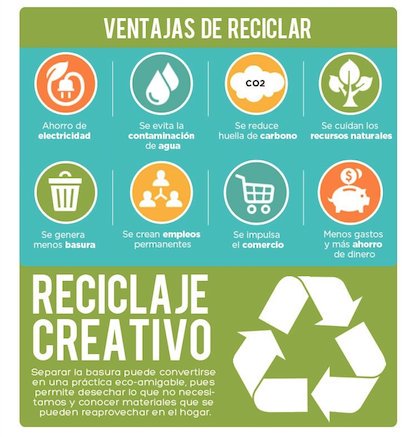 VENTAJAS DE RECICLAR
CO2
Ahorro de
electricidad
Se evita la
contaminación
de agua
Se reduce
huella de carbono
Se cuidan los
recursos naturales
Se genera
menos basura
Se crean empleos
permanentes
Se impulsa
el comercio
$
Menos gastos
y más ahorro
de dinero
RECICLAJE
CREATIVO
Separar la basura puede convertirse
en una práctica eco-amigable, pues
permite desechar lo que no necesi-
tamos y conocer materiales que se
pueden reaprovechar en el hogar.